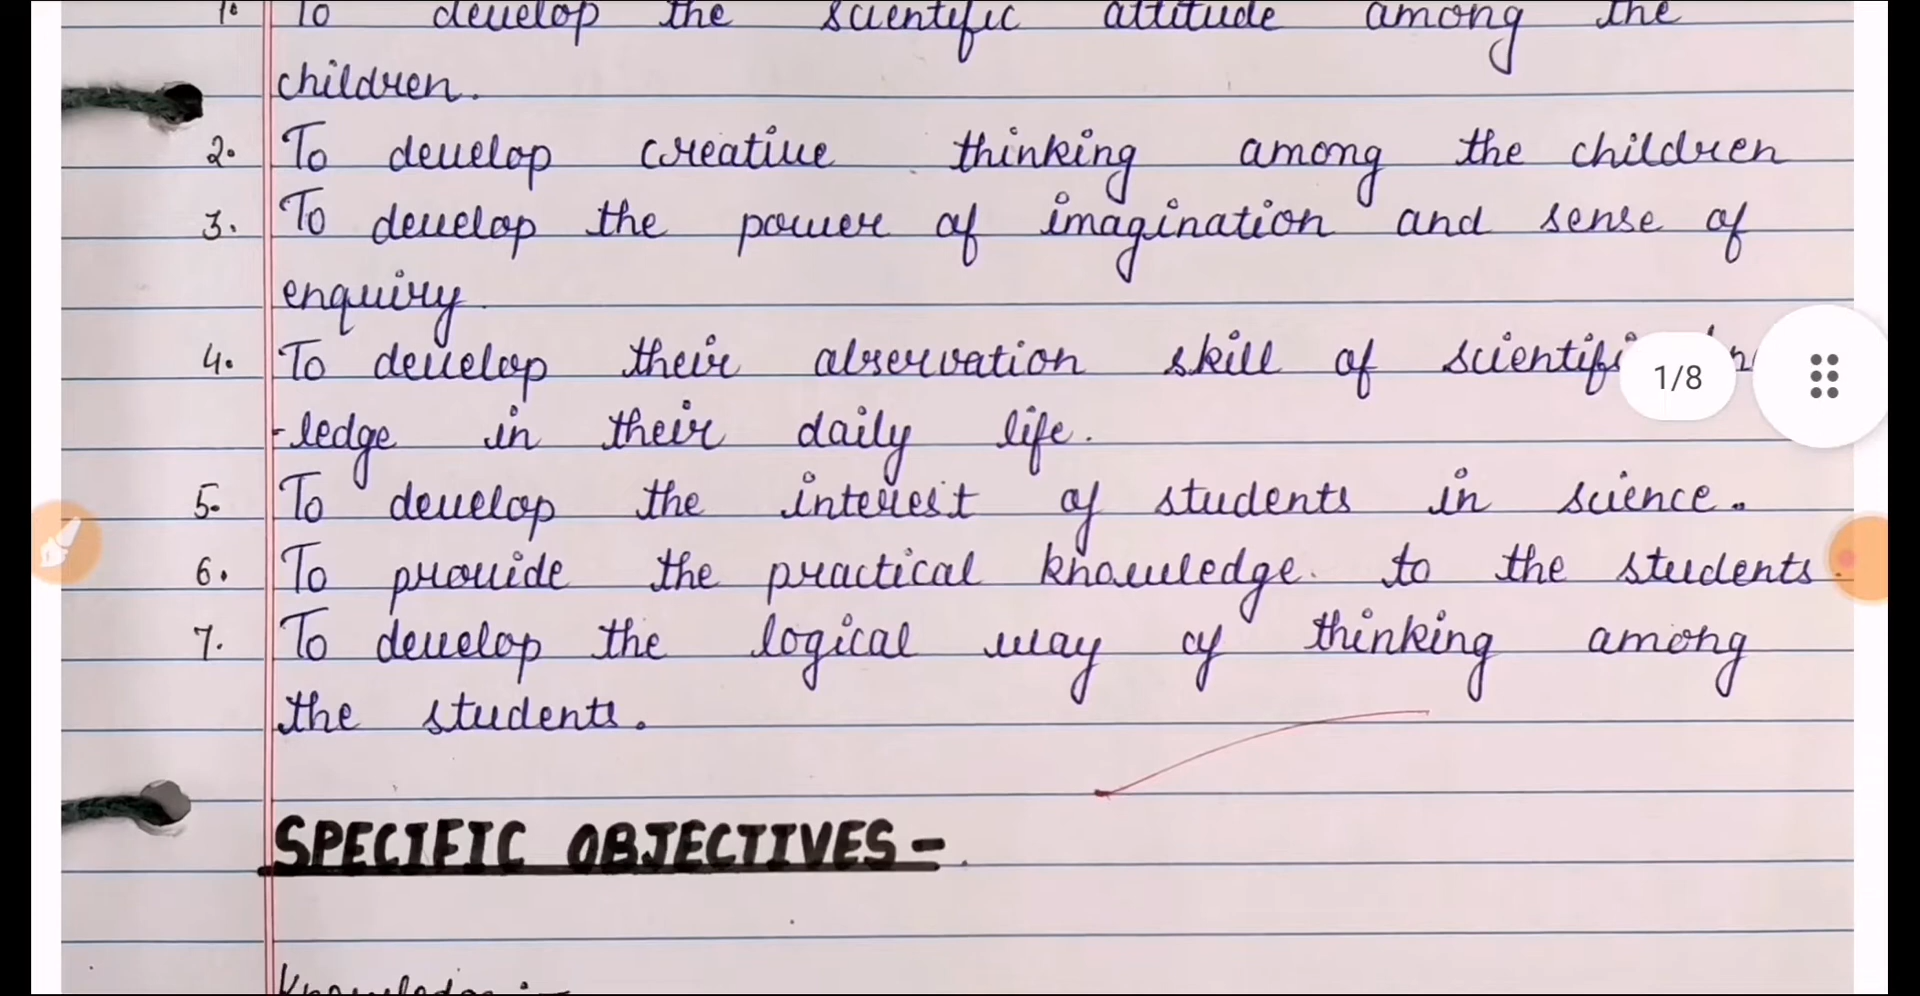 1. To develop the scientific attitude among the
children.
2. To develop creative thinking among the children
3. To develop the power of imagination and sense of
enquiry
4. To develop their observation skill of scientific
-ledge in their daily life.
1/8
5. To develop the interest of students in science.
6. To provide the practical knowledge. to the students.
7. To develop the logical way of thinking among
the students.
SPECIFIC OBJECTIVES -
Knowledge :-